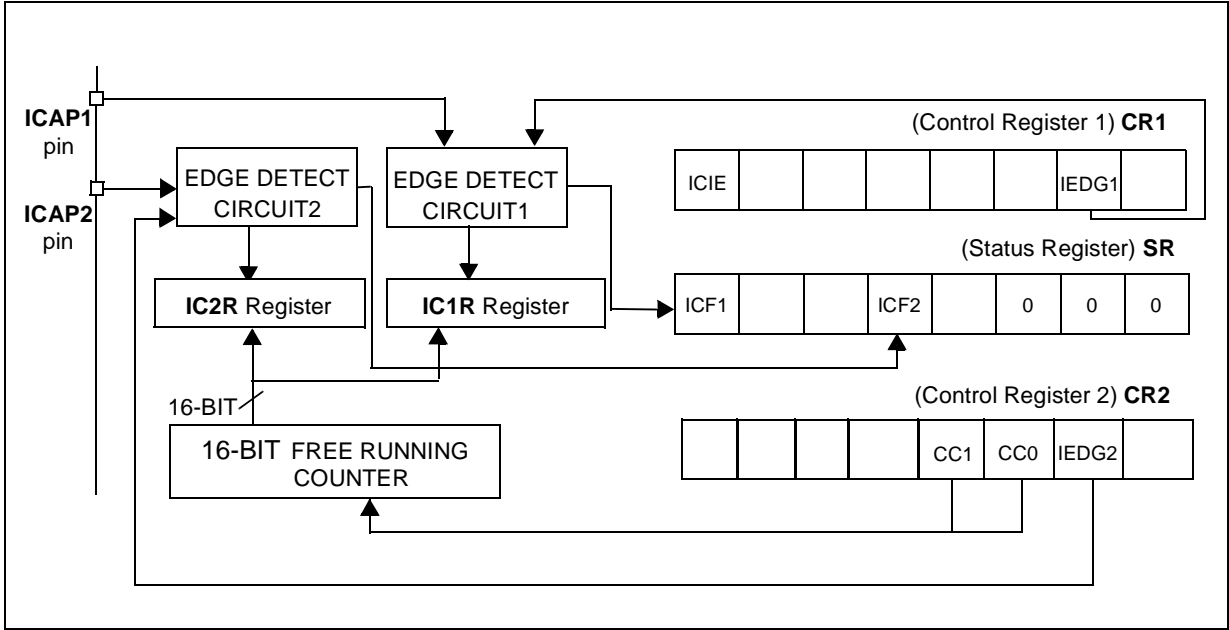 ICAP1
pin
ICAP2
pin
EDGE DETECT
CIRCUIT2
EDGE DETECT
CIRCUIT1
IC2R Register
IC1R Register
16-BIT
16-BIT FREE RUNNING
COUNTER
(Control Register 1) CR1
ICIE IEDG1
(Status Register) SR
ICF1 ICF2 0 0 0
(Control Register 2) CR2
CC1 CC0 IEDG2